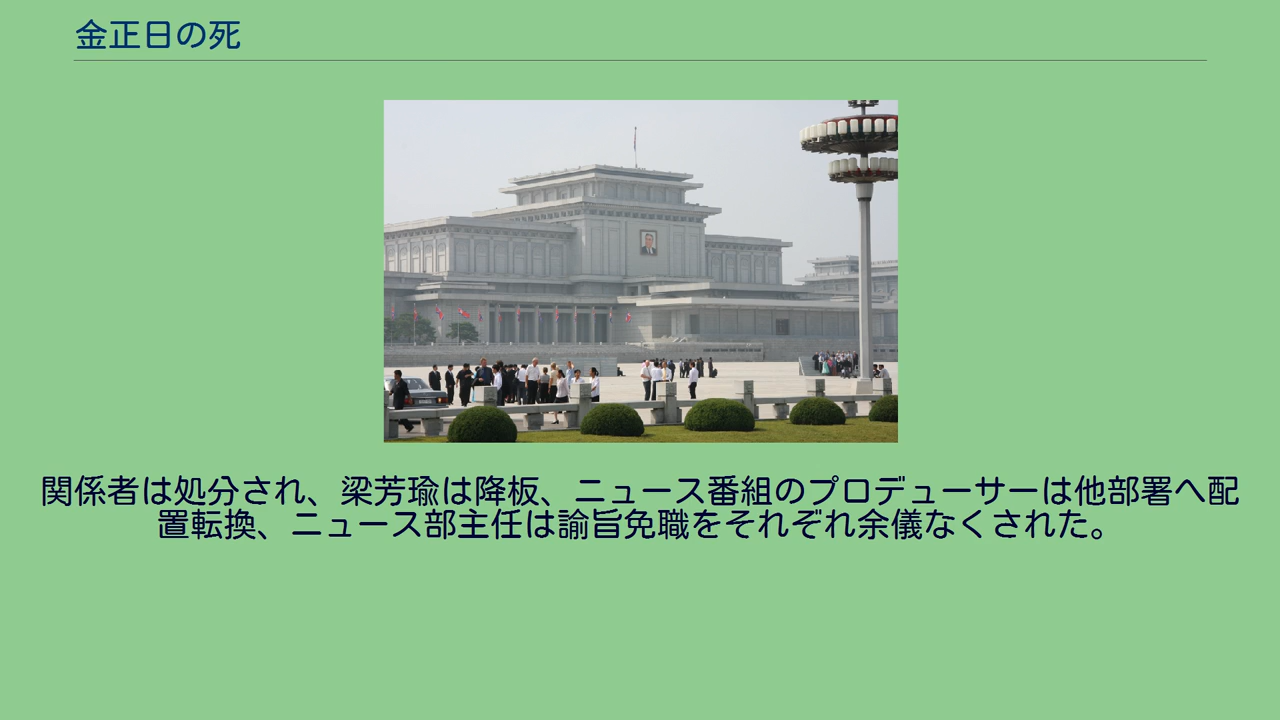 金正日の死
関係者は処分され、梁芳瑜は降板、ニュース番組のプロデューサーは他部署へ配
置転換、ニュース部主任は諭旨免職をそれぞれ余儀なくされた。